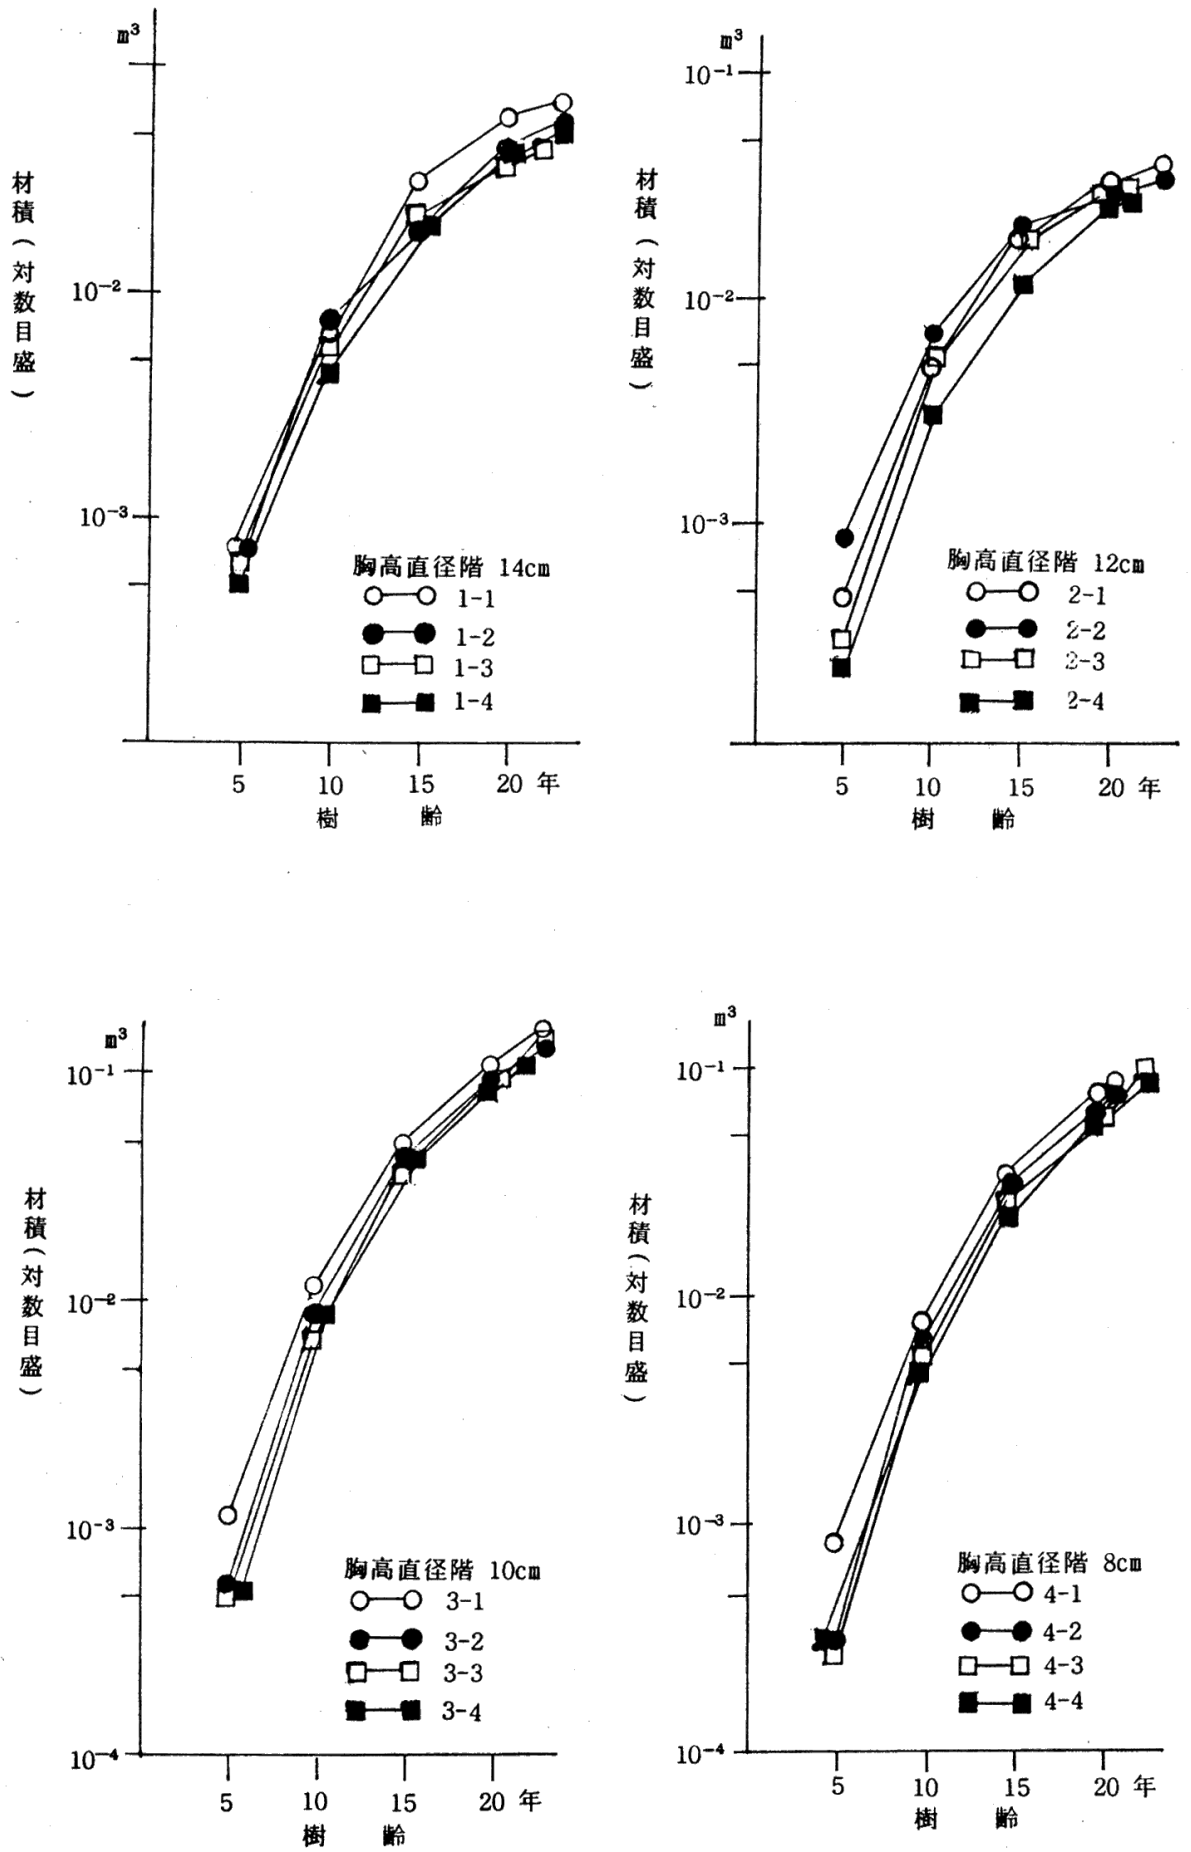 m³
材積（対数目盛）
10⁻²
10⁻³
胸高直径階 14cm
1-1
1-2
1-3
1-4
5 10 15 20 年
樹 齢
m³
材積（対数目盛）
10⁻¹
10⁻²
10⁻³
胸高直径階 12cm
2-1
2-2
2-3
2-4
5 10 15 20 年
樹 齢
m³
材積（対数目盛）
10⁻¹
10⁻²
10⁻³
10⁻⁴
胸高直径階 10cm
3-1
3-2
3-3
3-4
5 10 15 20 年
樹 齢
m³
材積（対数目盛）
10⁻¹
10⁻²
10⁻³
10⁻⁴
胸高直径階 8cm
4-1
4-2
4-3
4-4
5 10 15 20 年
樹 齢